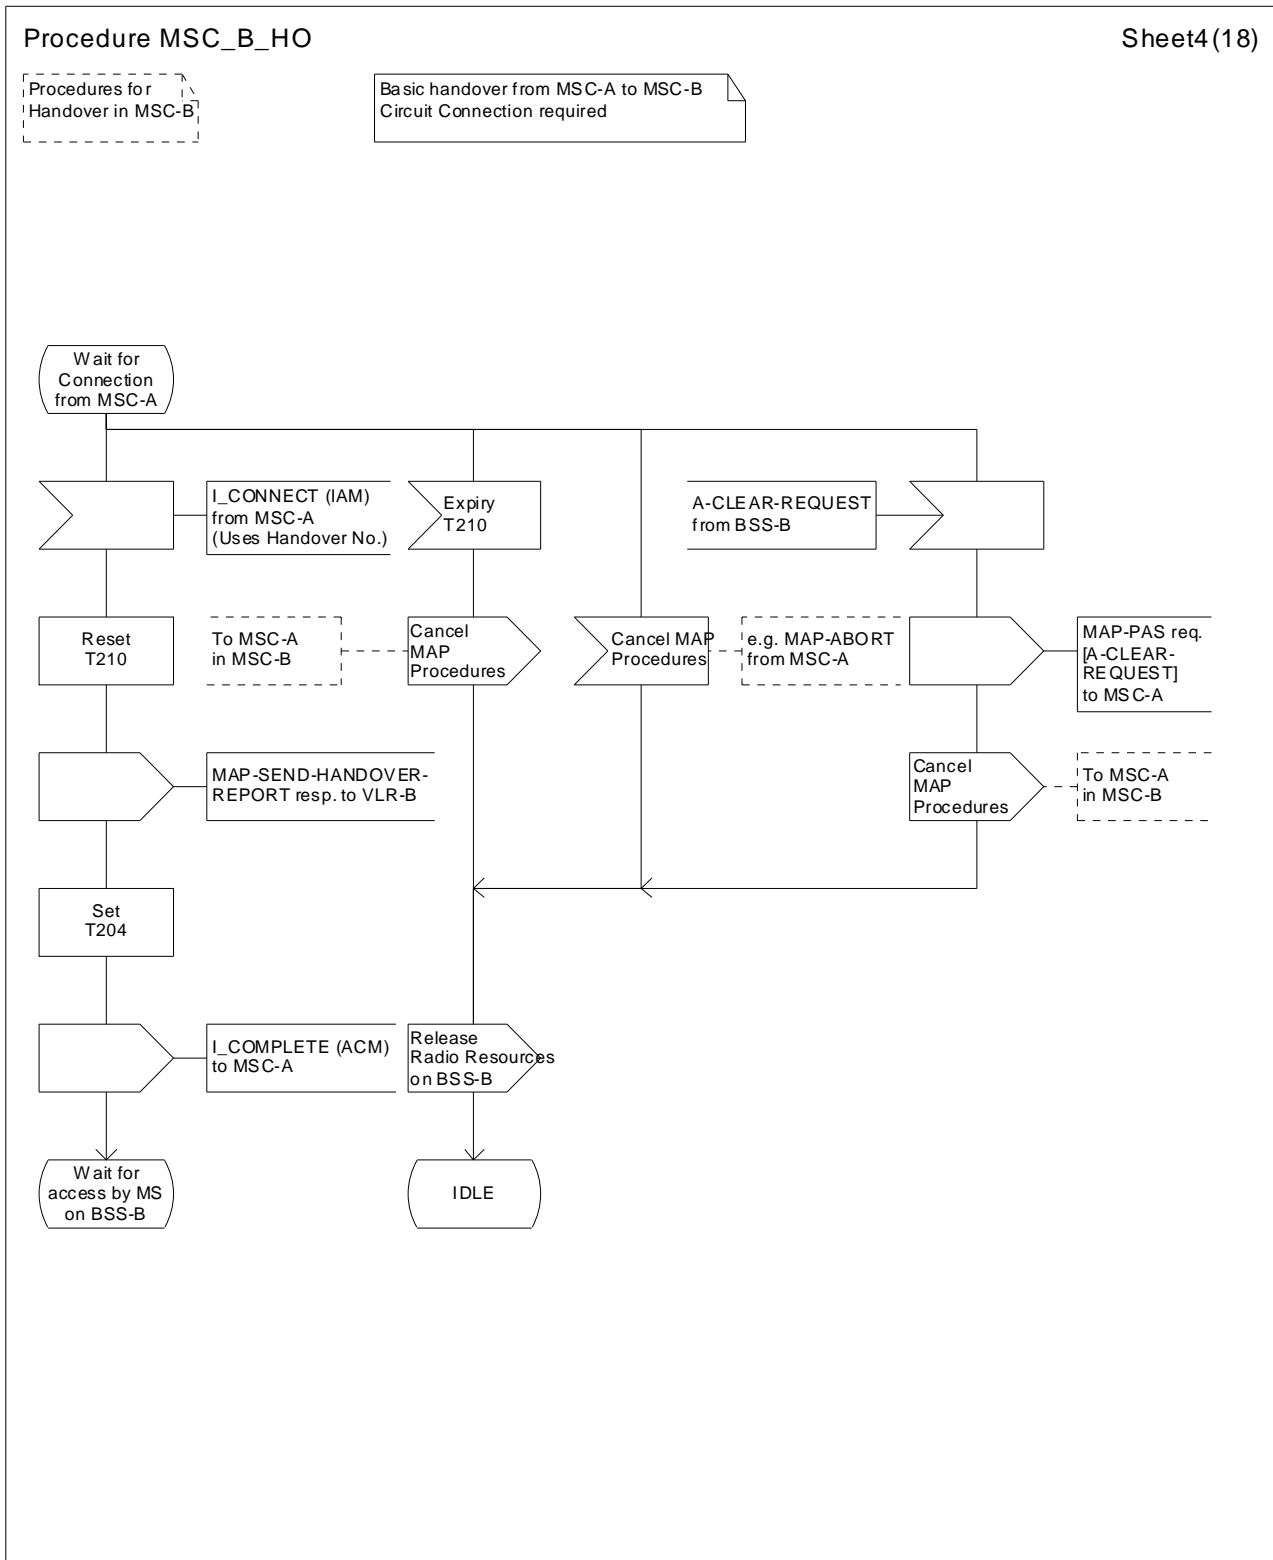 Procedure MSC_B_HO
Sheet4(18)
Procedures for
Handover in MSC-B
Basic handover from MSC-A to MSC-B
Circuit Connection required
Wait for
Connection
from MSC-A
I_CONNECT (IAM)
from MSC-A
(Uses Handover No.)
Expiry
T210
A-CLEAR-REQUEST
from BSS-B
Reset
T210
To MSC-A
in MSC-B
Cancel
MAP
Procedures
Cancel MAP
Procedures
e.g. MAP-ABORT
from MSC-A
MAP-PAS req.
[A-CLEAR-
REQUEST]
to MSC-A
MAP-SEND-HANDOVER-
REPORT resp. to VLR-B
Cancel
MAP
Procedures
To MSC-A
in MSC-B
Set
T204
I_COMPLETE (ACM)
to MSC-A
Release
Radio Resources
on BSS-B
Wait for
access by MS
on BSS-B
IDLE